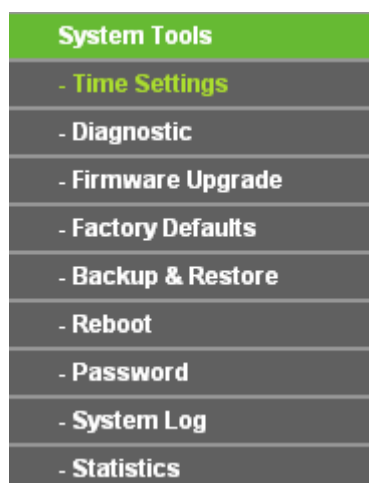 System Tools
- Time Settings
- Diagnostic
- Firmware Upgrade
- Factory Defaults
- Backup & Restore
- Reboot
- Password
- System Log
- Statistics